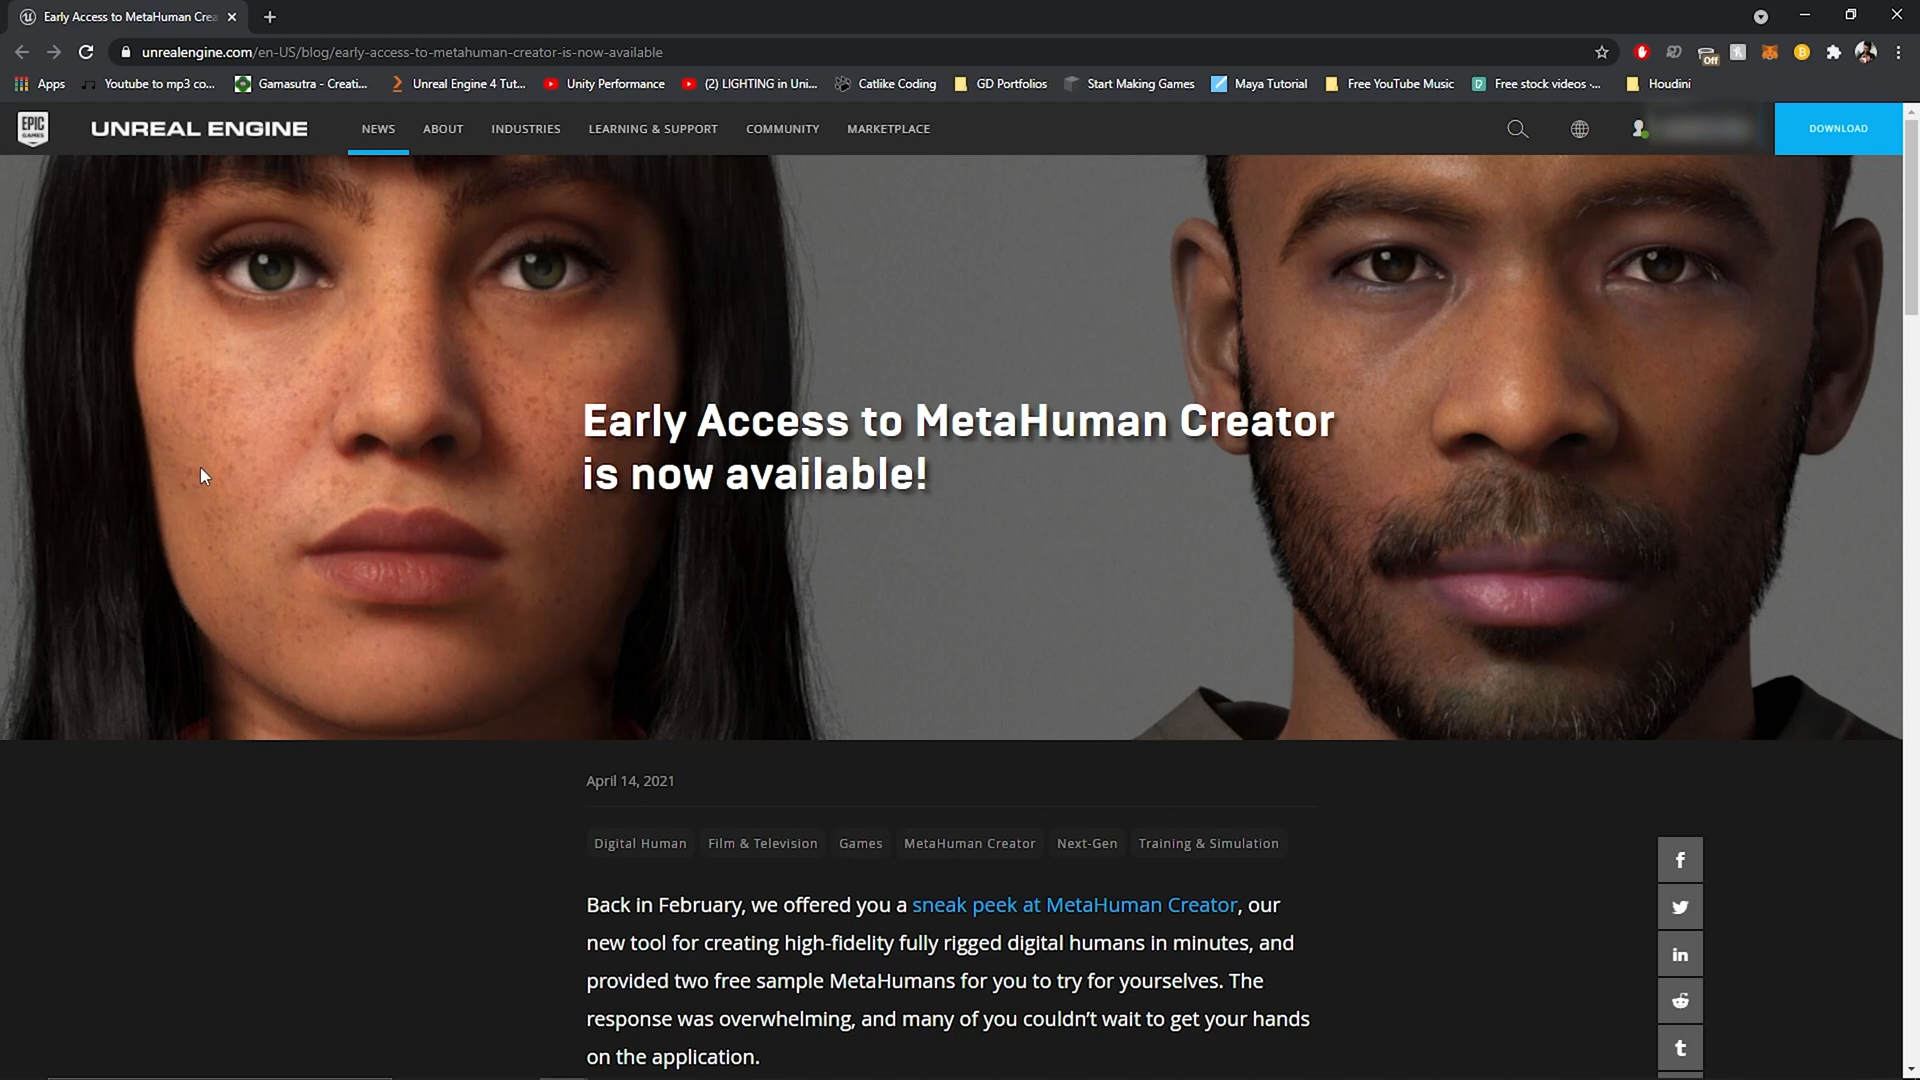 Early Access to MetaHuman Crea
unrealengine.com/en-US/blog/early-access-to-metahuman-creator-is-now-available
Off
Apps
Youtube to mp3 co...
Gamasutra - Creati...
Unreal Engine 4 Tut...
Unity Performance
(2) LIGHTING in Uni...
Catlike Coding
GD Portfolios
Start Making Games
Maya Tutorial
Free YouTube Music
Free stock videos -...
Houdini
EPIC
GAMES
UNREAL ENGINE
NEWS
ABOUT
INDUSTRIES
LEARNING & SUPPORT
COMMUNITY
MARKETPLACE
DOWNLOAD
Early Access to MetaHuman Creator
is now available!
April 14, 2021
Digital Human
Film & Television
Games
MetaHuman Creator
Next-Gen
Training & Simulation
Back in February, we offered you a sneak peek at MetaHuman Creator, our
new tool for creating high-fidelity fully rigged digital humans in minutes, and
provided two free sample MetaHumans for you to try for yourselves. The
response was overwhelming, and many of you couldn't wait to get your hands
on the application.